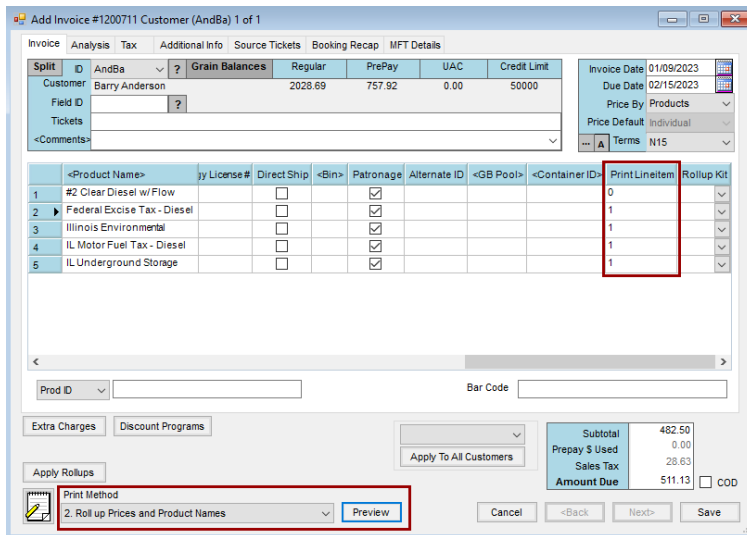 Add Invoice #1200711 Customer (AndBa) 1 of 1
Invoice Analysis Tax Additional Info Source Tickets Booking Recap MFT Details
Split ID AndBa ? Grain Balances Regular PrePay UAC Credit Limit
Customer Barry Anderson 2028.69 757.92 0.00 50000
Field ID ?
Tickets
<Comments>
Invoice Date 01/09/2023
Due Date 02/15/2023
Price By Products
Price Default Individual
... A Terms N15
<Product Name> gy License # Direct Ship <Bin> Patronage Alternate ID <GB Pool> <Container ID> Print Lineitem Rollup Kit
1 #2 Clear Diesel w/ Flow 0
2 Federal Excise Tax - Diesel 1
3 Illinois Environmental 1
4 IL Motor Fuel Tax - Diesel 1
5 IL Underground Storage 1
Prod ID Bar Code
Extra Charges Discount Programs
Apply To All Customers
Subtotal 482.50
Prepay $ Used 0.00
Sales Tax 28.63
Amount Due 511.13 COD
Apply Rollups
Print Method
2. Roll up Prices and Product Names Preview Cancel <Back Next> Save